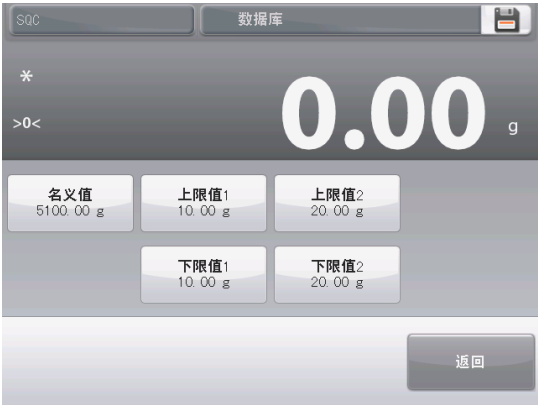 SQC
数据库
*
>0<
0.00 g
名义值
5100.00 g
上限值1
10.00 g
上限值2
20.00 g
下限值1
10.00 g
下限值2
20.00 g
返回